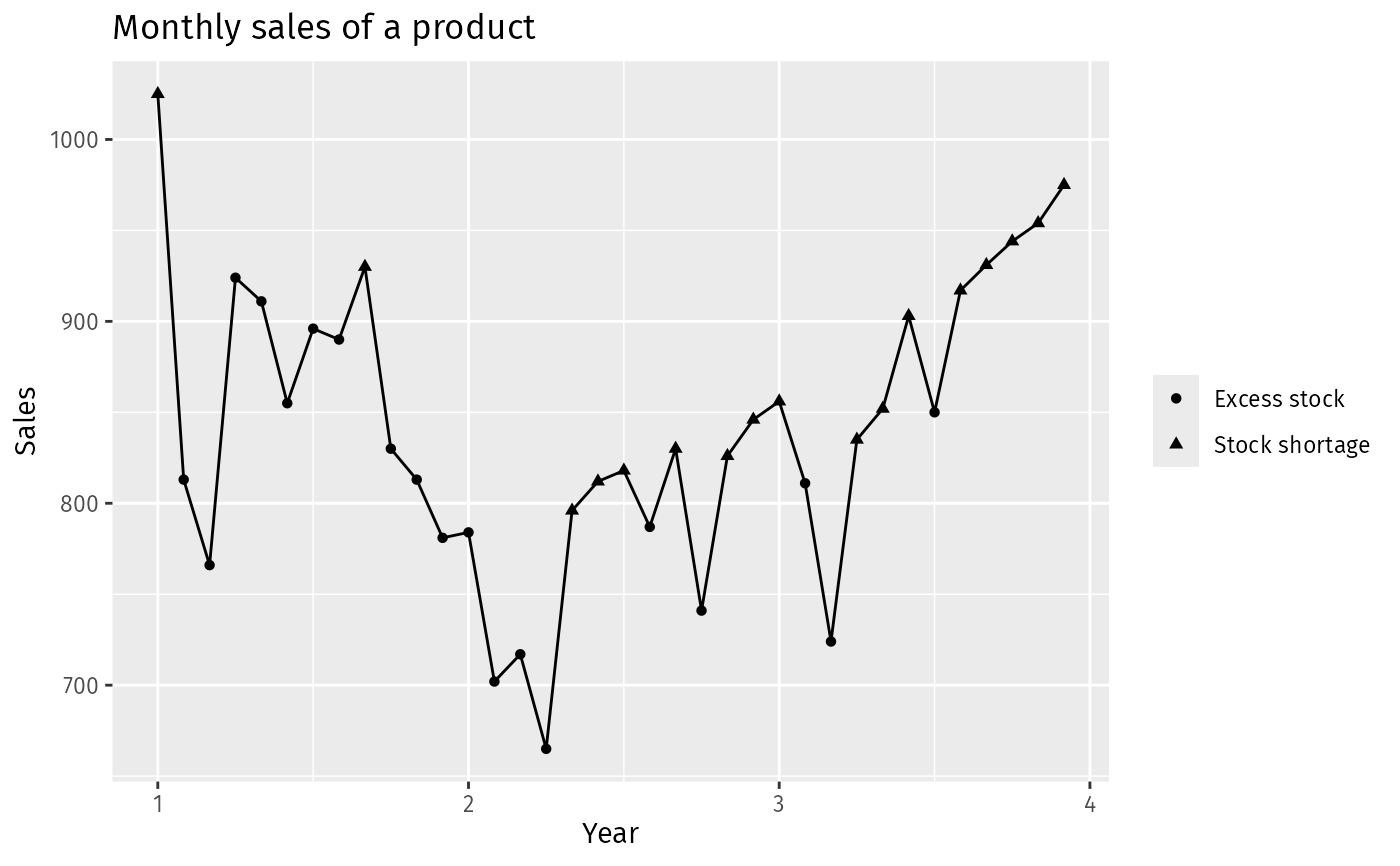 Monthly sales of a product
1000
900
800
700
Sales
1
2
3
4
Year
Excess stock
Stock shortage